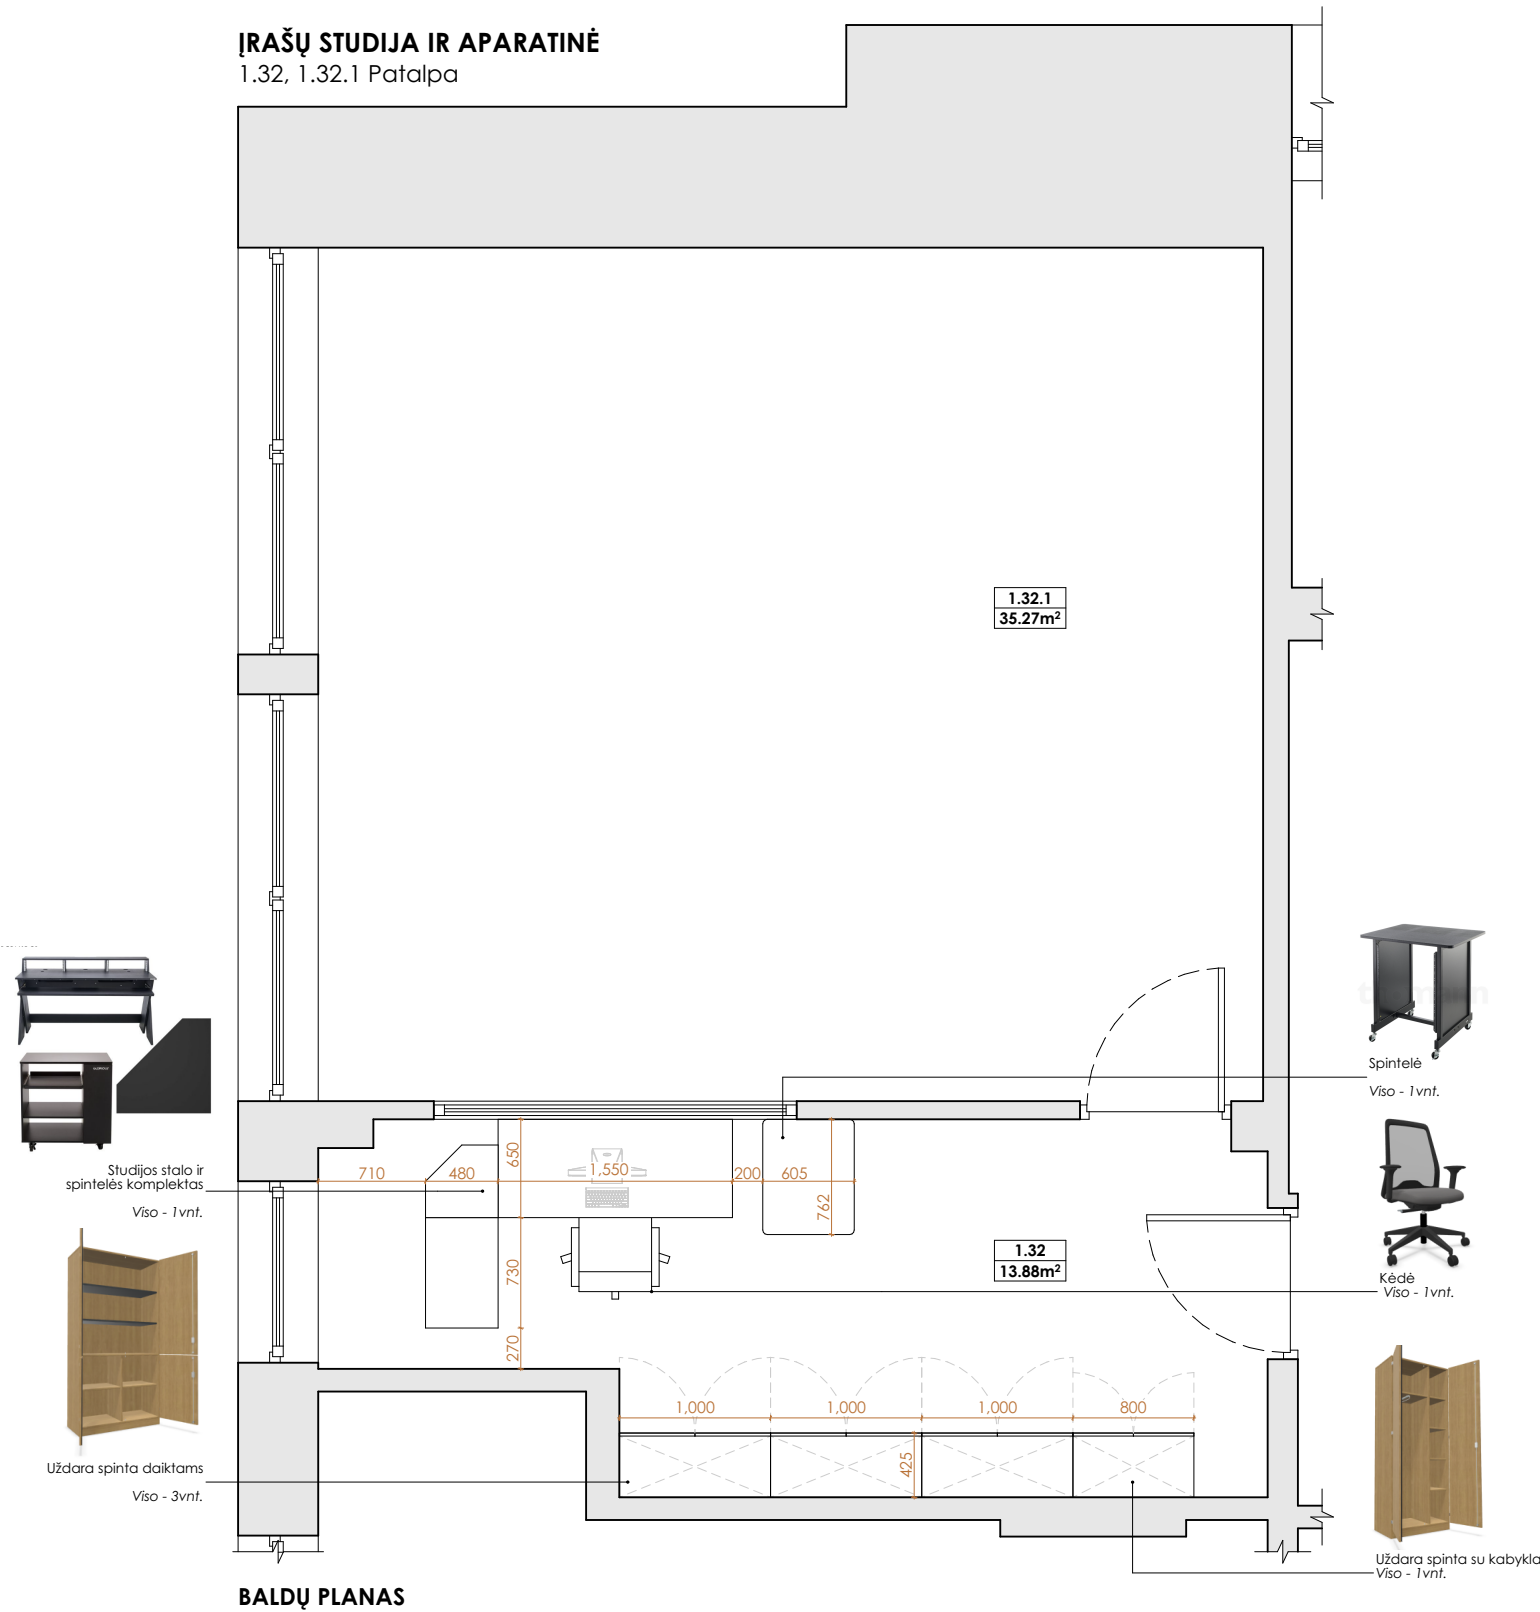 ĮRAŠŲ STUDIJA IR APARATINĖ
1.32, 1.32.1 Patalpa
1.32.1
35.27m²
Spintelė
Viso - 1vnt.
Studijos stalo ir
spintelės komplektas
Viso - 1vnt.
710
480
650
1,550
200
605
762
730
270
1.32
13.88m²
Kėdė
Viso - 1vnt.
1,000
1,000
1,000
800
425
Uždara spinta daiktams
Viso - 3vnt.
Uždara spinta su kabykla
Viso - 1vnt.
BALDŲ PLANAS